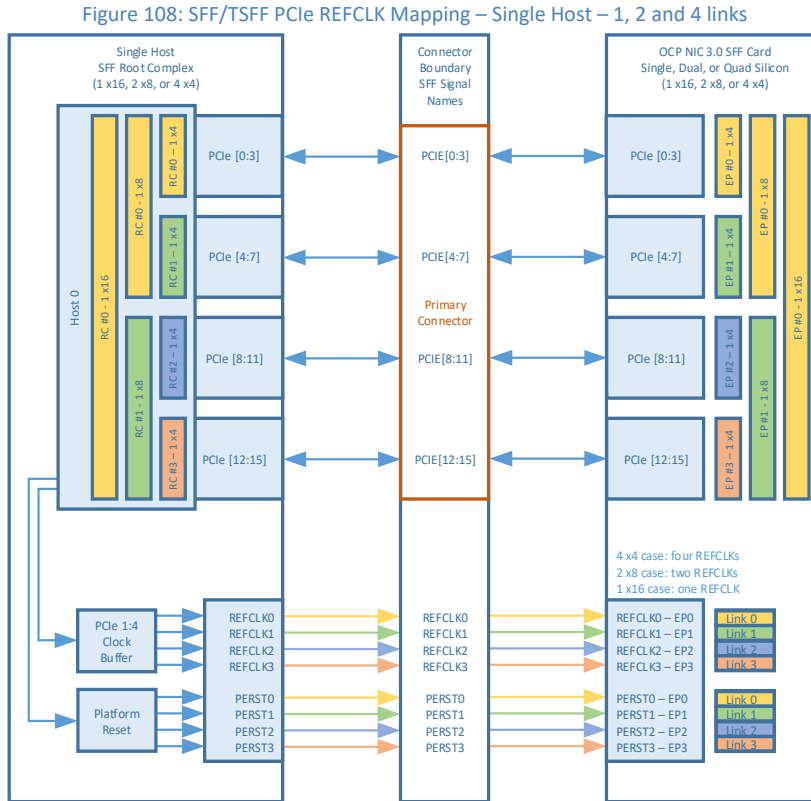 Figure 108: SFF/TSFF PCIe REFCLK Mapping – Single Host – 1, 2 and 4 links
Single Host
SFF Root Complex
(1 x16, 2 x8, or 4 x4)
Connector
Boundary
SFF Signal
Names
OCP NIC 3.0 SFF Card
Single, Dual, or Quad Silicon
(1 x16, 2 x8, or 4 x4)
Host 0
RC #0 - 1 x16
RC #0 - 1 x8
RC #1 - 1 x8
RC #0 – 1 x4
RC #1 – 1 x4
RC #2 – 1 x4
RC #3 – 1 x4
PCIe [0:3]
PCIe [4:7]
PCIe [8:11]
PCIe [12:15]
PCIE[0:3]
PCIE[4:7]
Primary
Connector
PCIE[8:11]
PCIE[12:15]
PCIe [0:3]
PCIe [4:7]
PCIe [8:11]
PCIe [12:15]
EP #0 – 1 x4
EP #1 – 1 x4
EP #2 – 1 x4
EP #3 – 1 x4
EP #0 - 1 x8
EP #1 - 1 x8
EP #0 - 1 x16
4 x4 case: four REFCLKs
2 x8 case: two REFCLKs
1 x16 case: one REFCLK
PCIe 1:4
Clock
Buffer
REFCLK0
REFCLK1
REFCLK2
REFCLK3
REFCLK0
REFCLK1
REFCLK2
REFCLK3
REFCLK0 – EP0
REFCLK1 – EP1
REFCLK2 – EP2
REFCLK3 – EP3
Link 0
Link 1
Link 2
Link 3
Platform
Reset
PERST0
PERST1
PERST2
PERST3
PERST0
PERST1
PERST2
PERST3
PERST0 – EP0
PERST1 – EP1
PERST2 – EP2
PERST3 – EP3
Link 0
Link 1
Link 2
Link 3